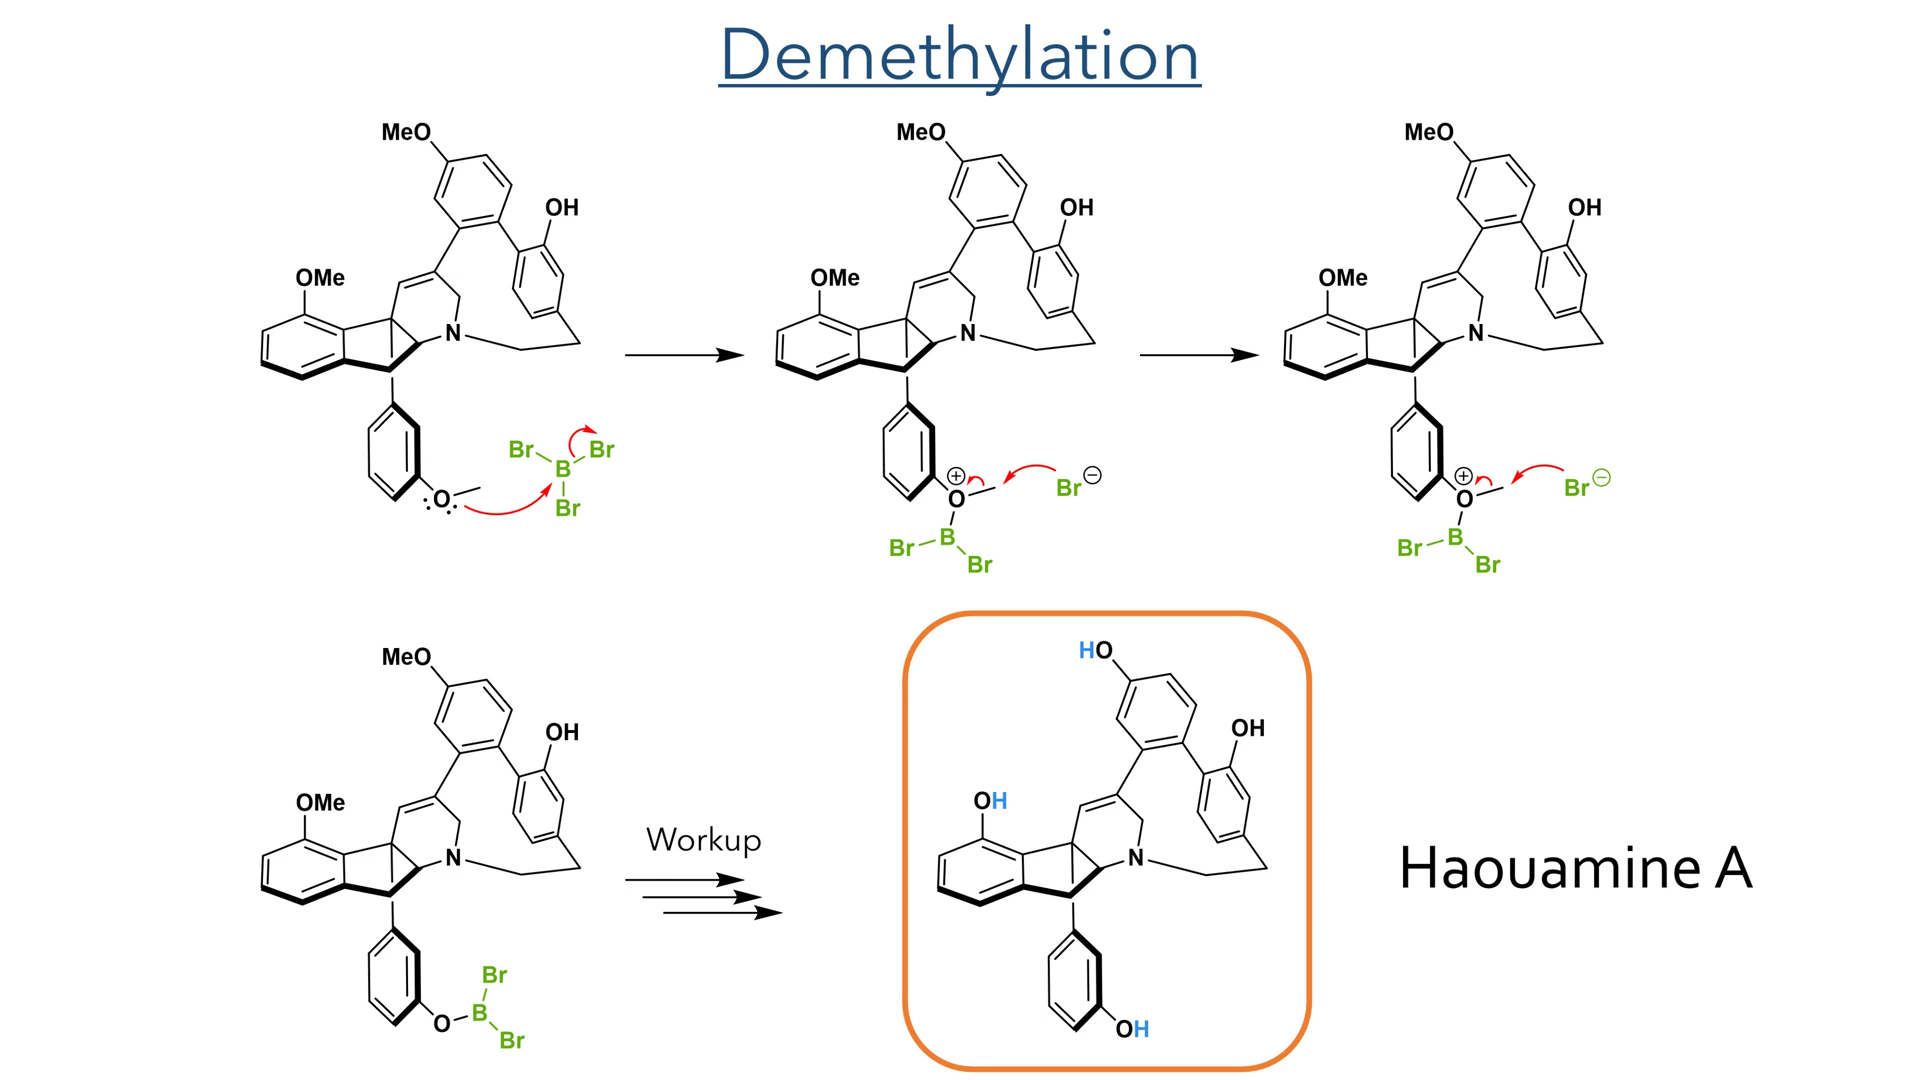 Demethylation
MeO
OH
OMe
N
Br
Br
B
Br
O
MeO
OH
OMe
N
⊕
O
Br ⊖
B
Br
Br
MeO
OH
OMe
N
⊕
O
Br ⊖
B
Br
Br
MeO
OH
OMe
N
Br
B
O
Br
Workup
HO
OH
OH
N
OH
Haouamine A